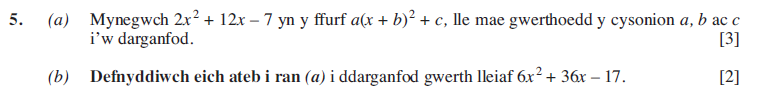 5. (a) Mynegwch 2x² + 12x – 7 yn y ffurf a(x + b)² + c, lle mae gwerthoedd y cysonion a, b ac c
i'w darganfod. [3]
(b) Defnyddiwch eich ateb i ran (a) i ddarganfod gwerth lleiaf 6x² + 36x – 17. [2]